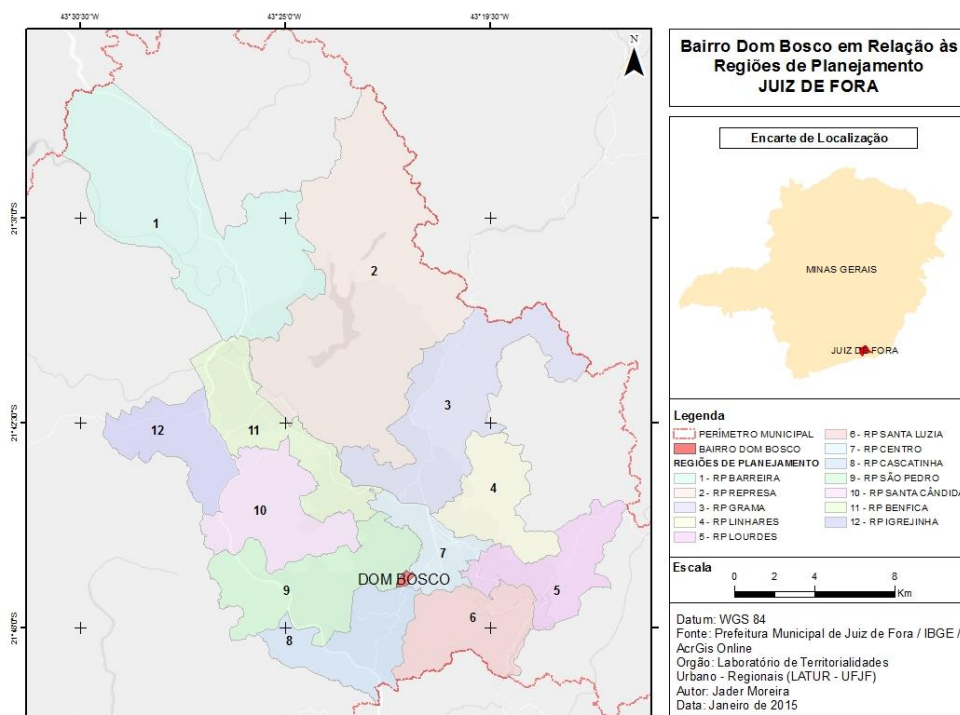 43°30'30"O
43°25'0"O
43°19'30"O
N
21°42'00"S
21°48'0"S
1
2
3
4
5
6
7
8
9
10
11
12
DOM BOSCO
Bairro Dom Bosco em Relação às
Regiões de Planejamento
JUIZ DE FORA
Encarte de Localização
MINAS GERAIS
JUIZ DE FORA
Legenda
PERÍMETRO MUNICIPAL
BAIRRO DOM BOSCO
REGIÕES DE PLANEJAMENTO
1 - RP BARREIRA
2 - RP REPRESA
3 - RP GRAMA
4 - RP LINHARES
5 - RP LOURDES
6 - RP SANTA LUZIA
7 - RP CENTRO
8 - RP CASCATINHA
9 - RP SÃO PEDRO
10 - RP SANTA CÂNDIDA
11 - RP BENFICA
12 - RP IGREJINHA
Escala
0 2 4 8
Km
Datum: WGS 84
Fonte: Prefeitura Municipal de Juiz de Fora / IBGE /
AcrGis Online
Orgão: Laboratório de Territorialidades
Urbano - Regionais (LATUR - UFJF)
Autor: Jader Moreira
Data: Janeiro de 2015